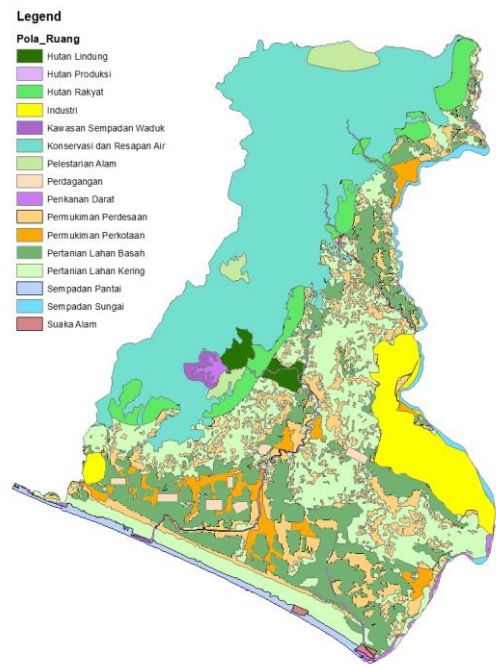 Legend
Pola_Ruang
Hutan Lindung
Hutan Produksi
Hutan Rakyat
Industri
Kawasan Sempadan Waduk
Konservasi dan Resapan Air
Pelestarian Alam
Perdagangan
Perikanan Darat
Permukiman Perdesaan
Permukiman Perkotaan
Pertanian Lahan Basah
Pertanian Lahan Kering
Sempadan Pantai
Sempadan Sungai
Suaka Alam